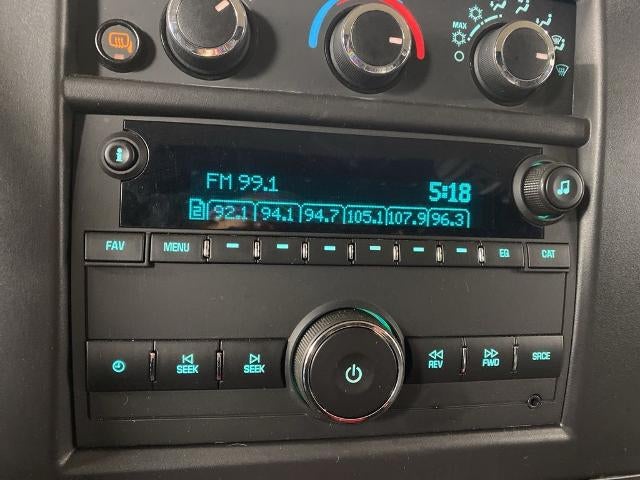 MAX
i
FM 99.1 5:18
2 92.1 94.1 94.7 105.1 107.9 96.3
FAV MENU EQ CAT
SEEK SEEK REV FWD SRCE